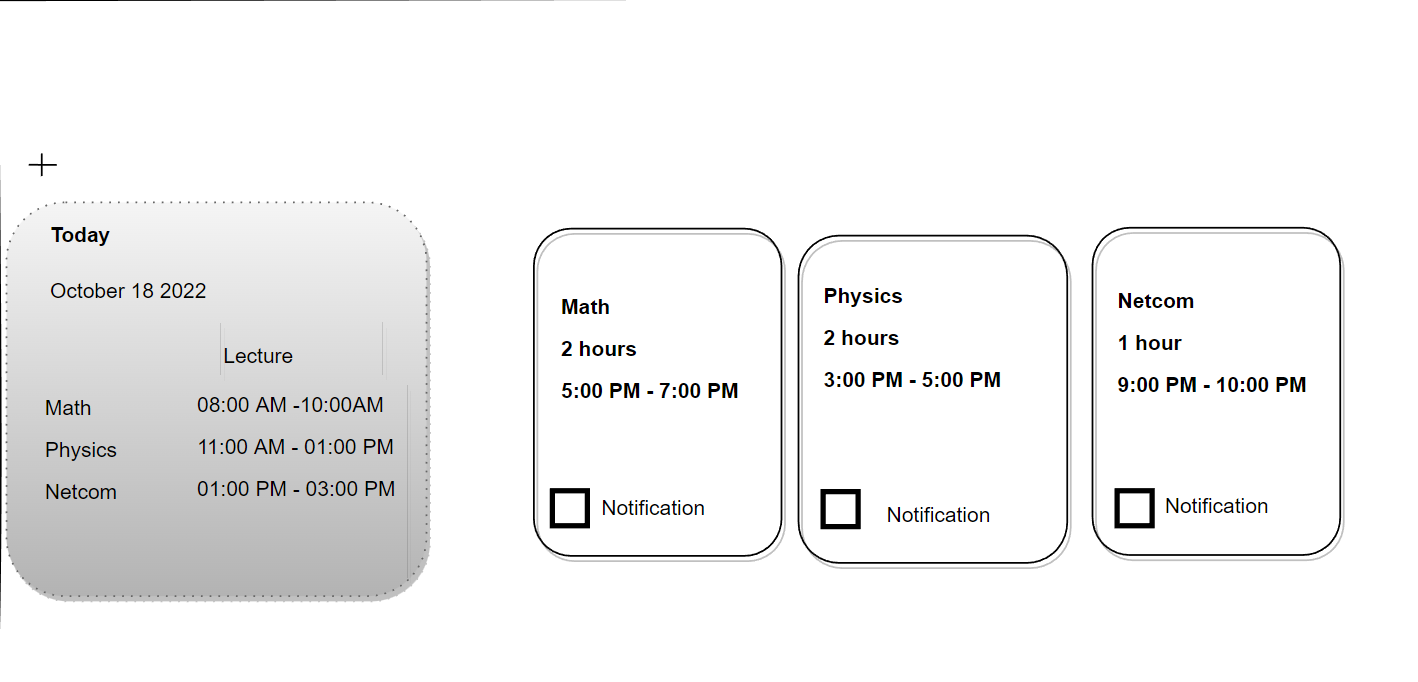 Today
October 18 2022
Lecture
Math 08:00 AM -10:00AM
Physics 11:00 AM - 01:00 PM
Netcom 01:00 PM - 03:00 PM
Math
2 hours
5:00 PM - 7:00 PM
Notification
Physics
2 hours
3:00 PM - 5:00 PM
Notification
Netcom
1 hour
9:00 PM - 10:00 PM
Notification